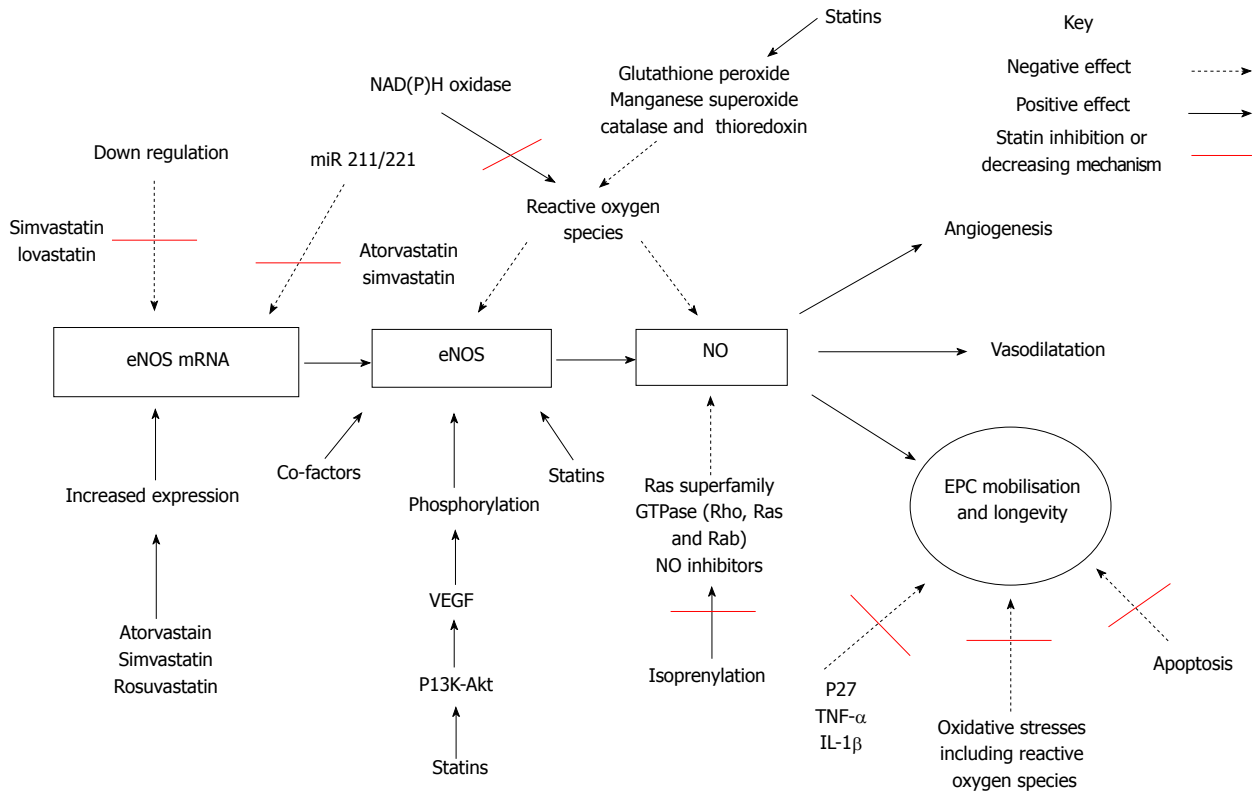 Statins
Key
Glutathione peroxide
Manganese superoxide
catalase and thioredoxin
Negative effect
NAD(P)H oxidase
Positive effect
Statin inhibition or
decreasing mechanism
Down regulation
miR 211/221
Reactive oxygen
species
Simvastatin
lovastatin
Atorvastatin
simvastatin
Angiogenesis
eNOS mRNA
eNOS
NO
Vasodilatation
Co-factors
Statins
Increased expression
Phosphorylation
Ras superfamily
GTPase (Rho, Ras
and Rab)
NO inhibitors
EPC mobilisation
and longevity
VEGF
Atorvastain
Simvastatin
Rosuvastatin
P13K-Akt
Isoprenylation
Apoptosis
P27
TNF-α
IL-1β
Oxidative stresses
including reactive
oxygen species
Statins